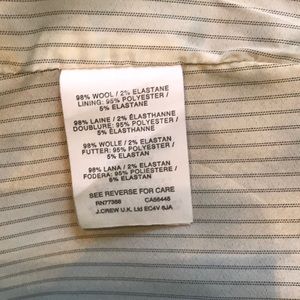 98% WOOL / 2% ELASTANE
LINING: 95% POLYESTER /
5% ELASTANE
98% LAINE / 2% ÉLASTHANNE
DOUBLURE: 95% POLYESTER /
5% ÉLASTHANNE
98% WOLLE / 2% ELASTAN
FUTTER: 95% POLYESTER /
5% ELASTAN
98% LANA / 2% ELASTAN
FODERA: 95% POLIESTERE /
5% ELASTAN
SEE REVERSE FOR CARE
RN77388 CA56448
J.CREW U.K. Ltd EC4V 6JA